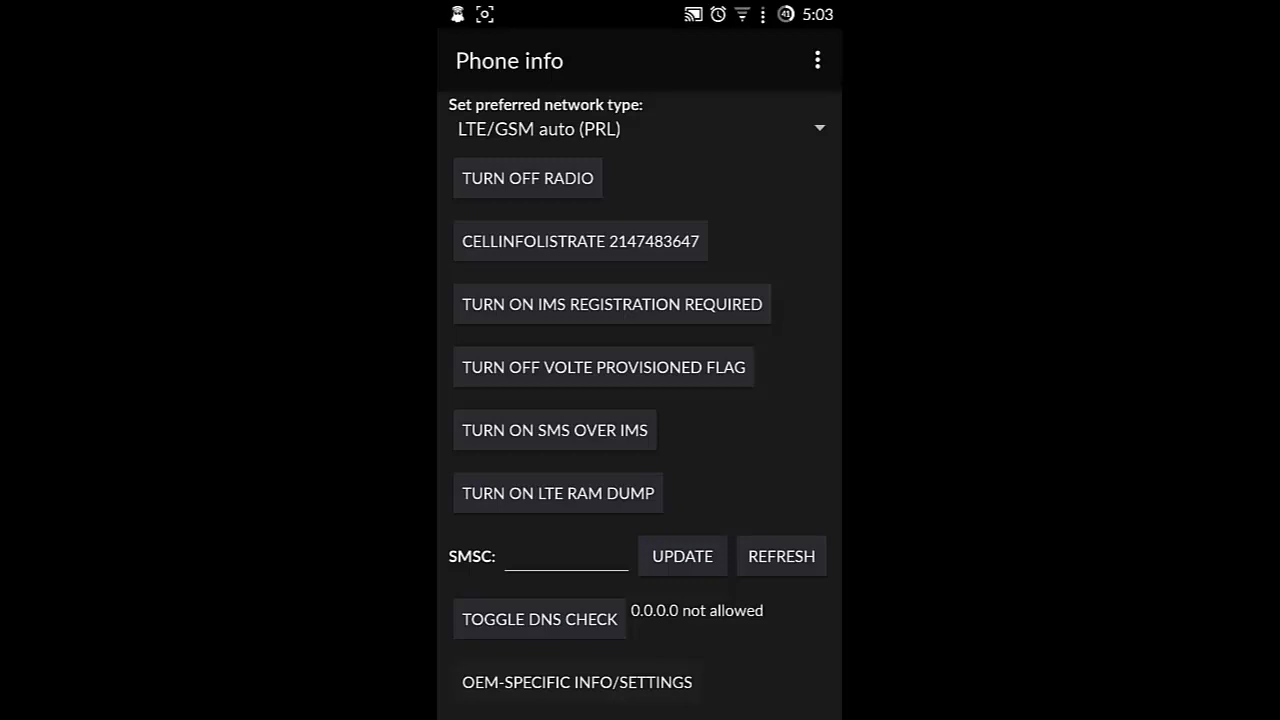 41 5:03
Phone info
Set preferred network type:
LTE/GSM auto (PRL)
TURN OFF RADIO
CELLINFOLISTRATE 2147483647
TURN ON IMS REGISTRATION REQUIRED
TURN OFF VOLTE PROVISIONED FLAG
TURN ON SMS OVER IMS
TURN ON LTE RAM DUMP
SMSC: UPDATE REFRESH
TOGGLE DNS CHECK 0.0.0.0 not allowed
OEM-SPECIFIC INFO/SETTINGS